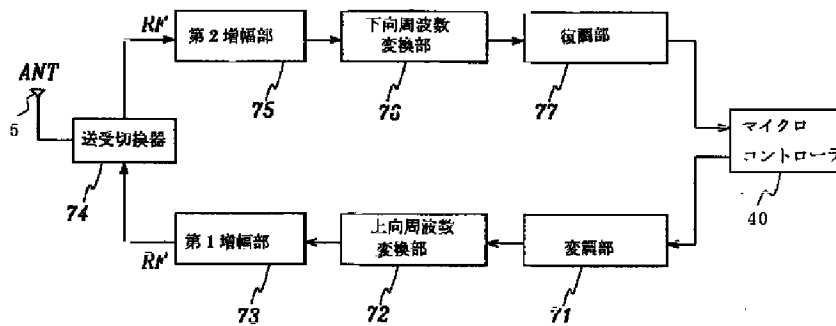 RF
第2増幅部
75
下向周波数
変換部
76
復調部
77
ANT
5
送受切換器
74
マイクロ
コントローラ
40
RF
第1増幅部
73
上向周波数
変換部
72
変調部
71